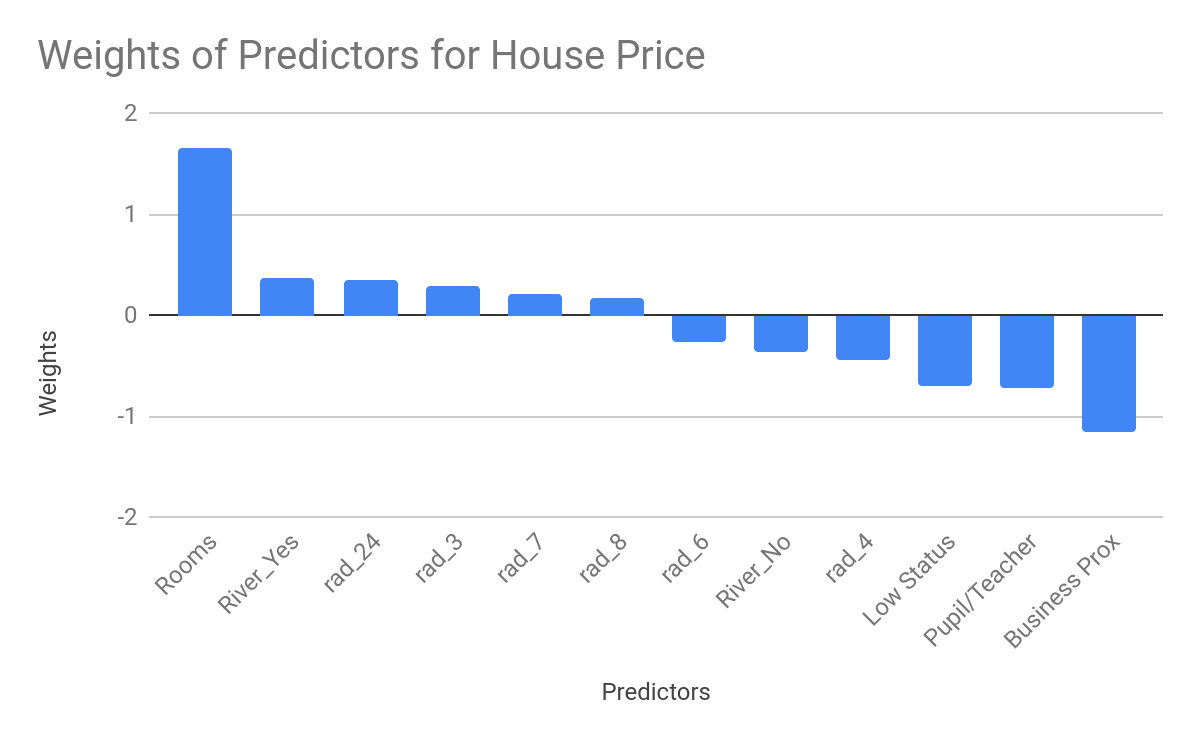 Weights of Predictors for House Price
2
1
0
-1
-2
Weights
Rooms
River_Yes
rad_24
rad_3
rad_7
rad_8
rad_6
River_No
rad_4
Low Status
Pupil/Teacher
Business Prox
Predictors